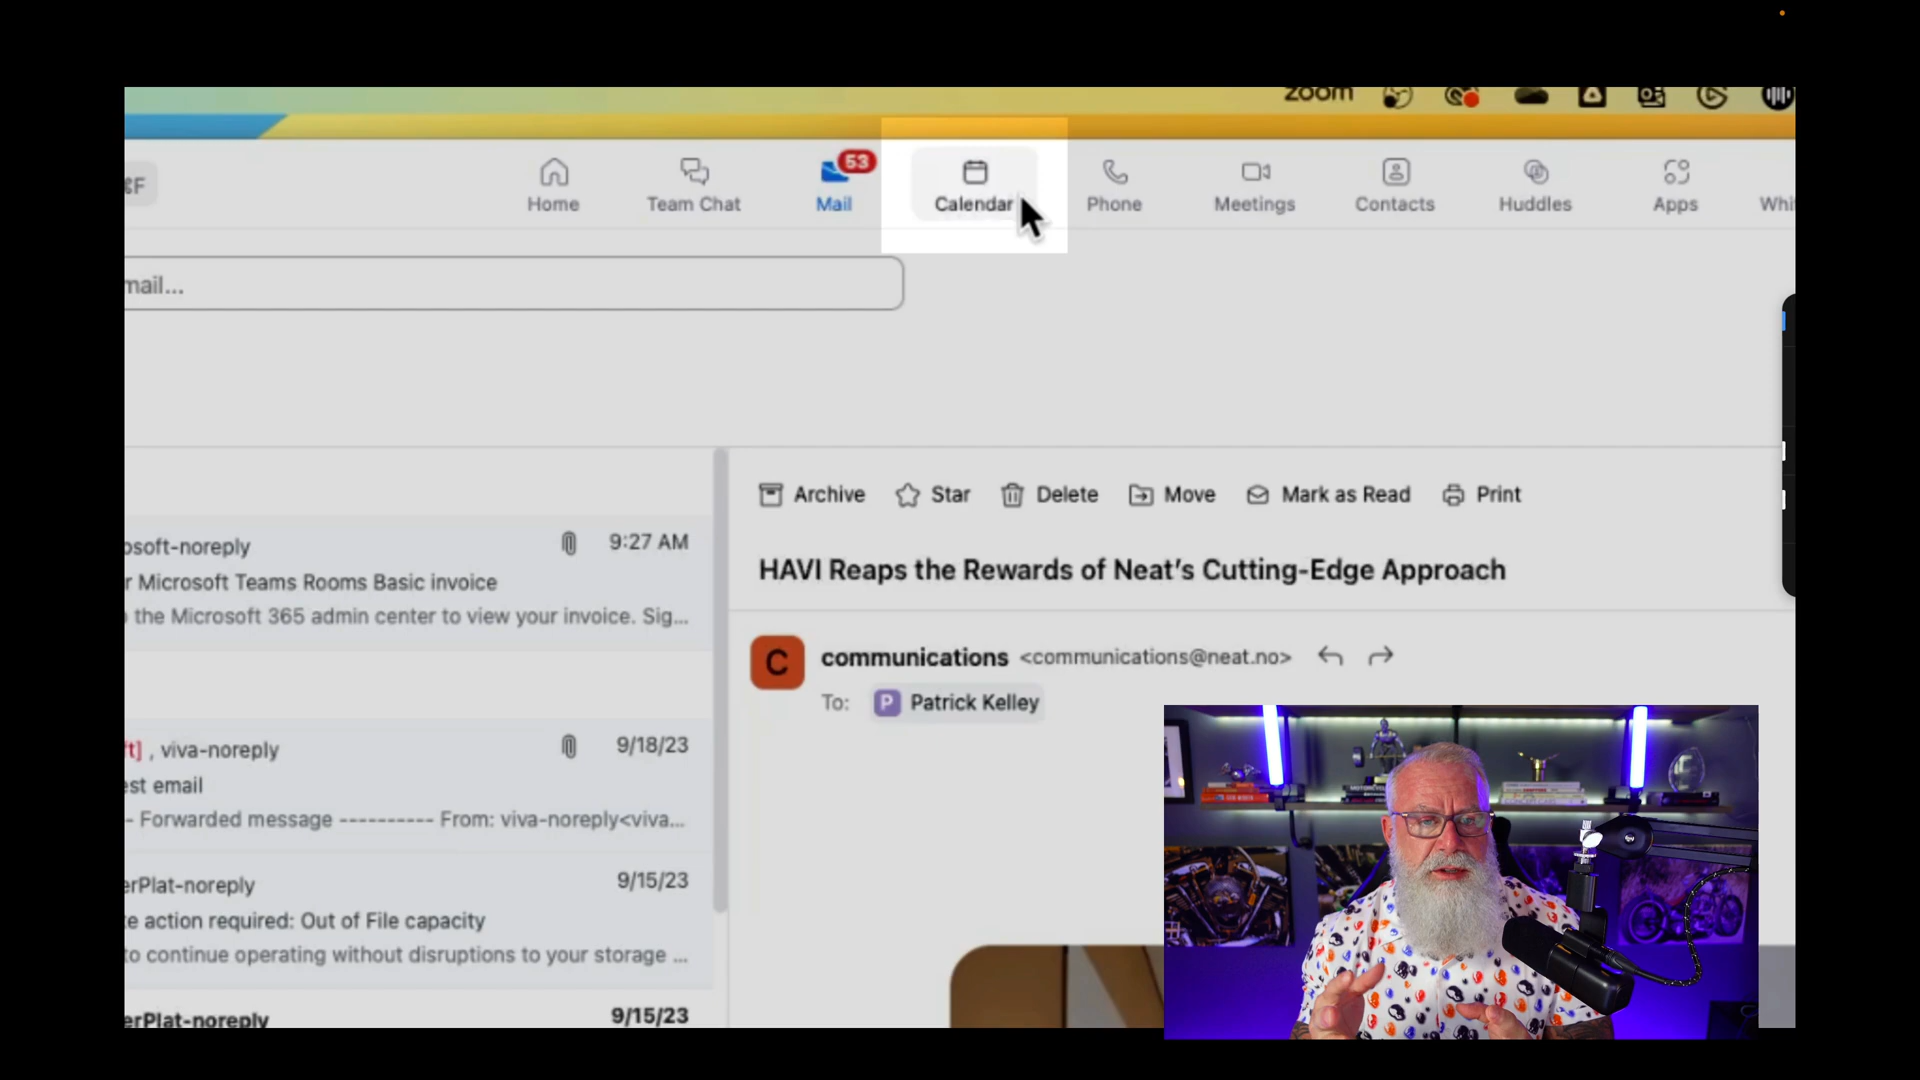 zoom
⌘F
Home
Team Chat
53
Mail
Calendar
Phone
Meetings
Contacts
Huddles
Apps
Whi
mail...
Archive
Star
Delete
Move
Mark as Read
Print
HAVI Reaps the Rewards of Neat's Cutting-Edge Approach
osoft-noreply
9:27 AM
r Microsoft Teams Rooms Basic invoice
the Microsoft 365 admin center to view your invoice. Sig...
C
communications <communications@neat.no>
To:
P
Patrick Kelley
ft] , viva-noreply
9/18/23
est email
- Forwarded message ---------- From: viva-noreply<viva...
erPlat-noreply
9/15/23
te action required: Out of File capacity
to continue operating without disruptions to your storage ...
erPlat-noreply
9/15/23